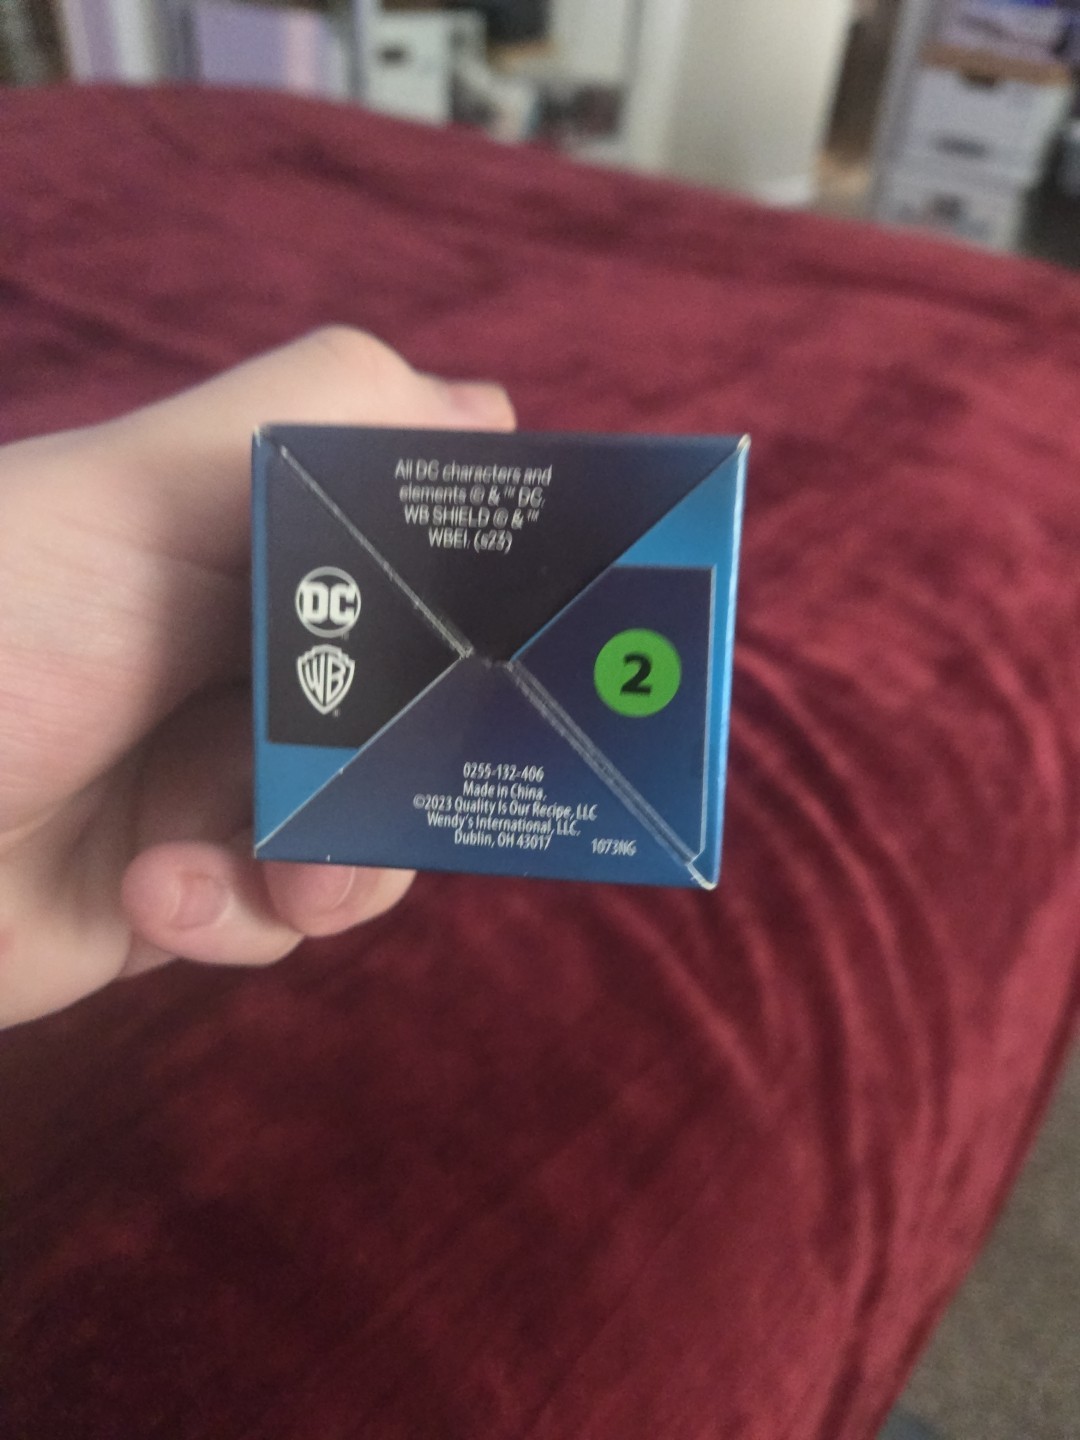 All DC characters and
elements © & ™ DC.
WB SHIELD © & ™
WBEI. (s23)
DC
WB
2
0255-132-406
Made in China.
©2023 Quality Is Our Recipe, LLC
Wendy's International, LLC.
Dublin, OH 43017
1073NG